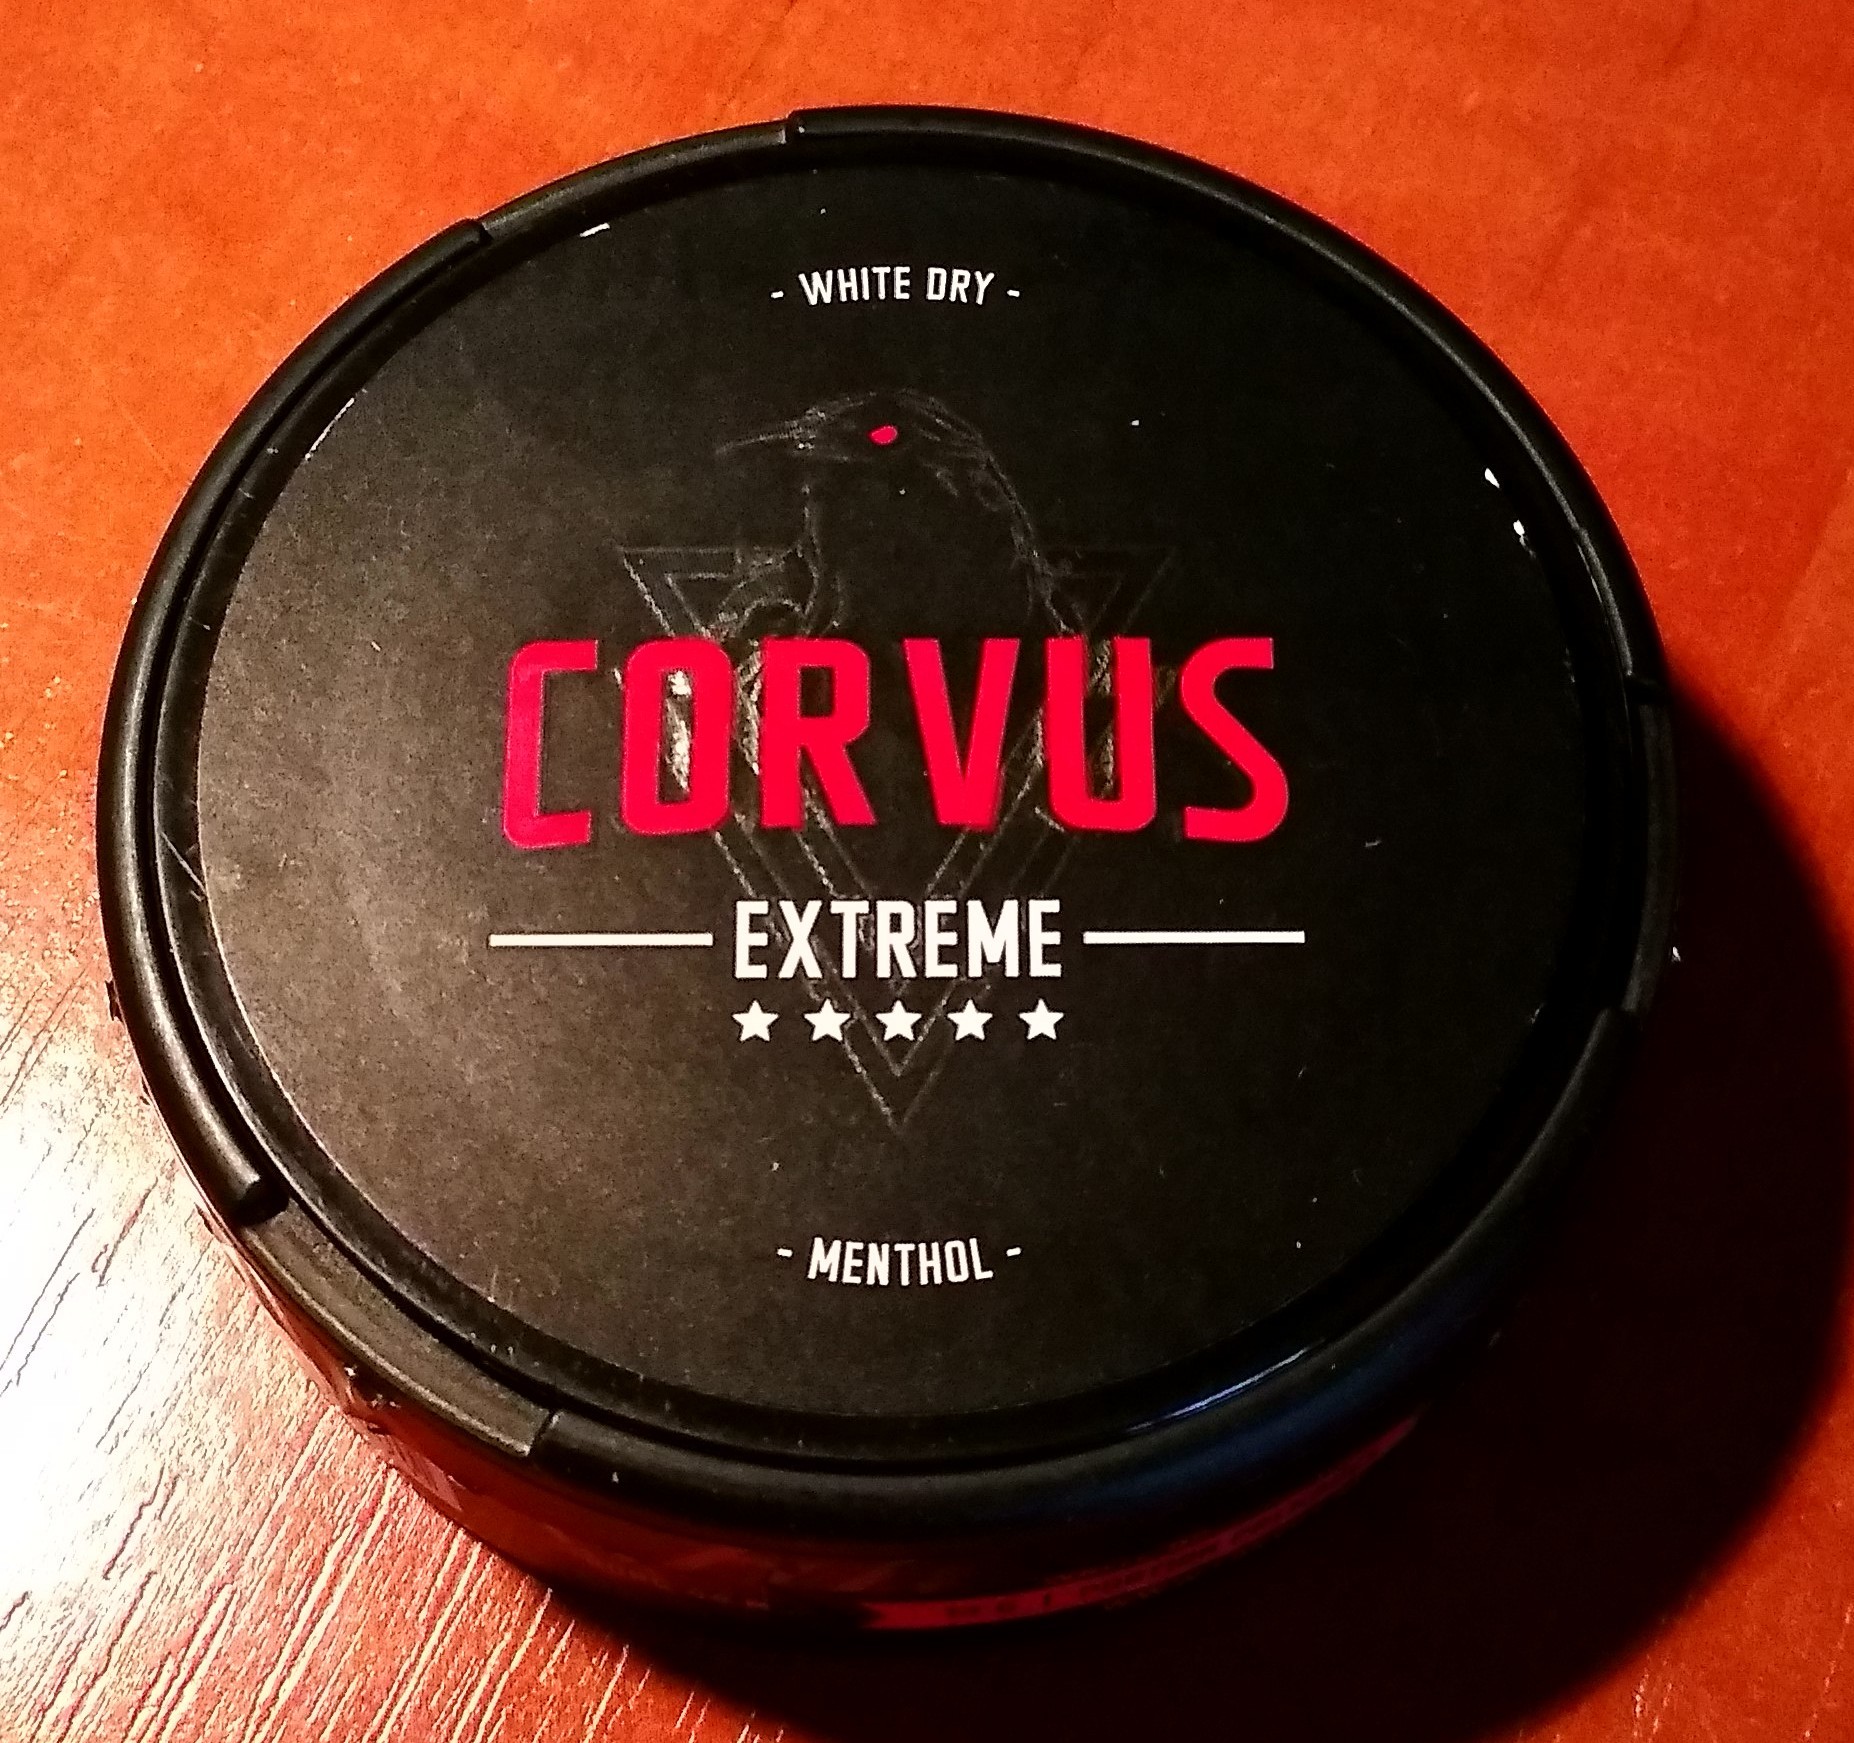 - WHITE DRY -
CORVUS
EXTREME
- MENTHOL -